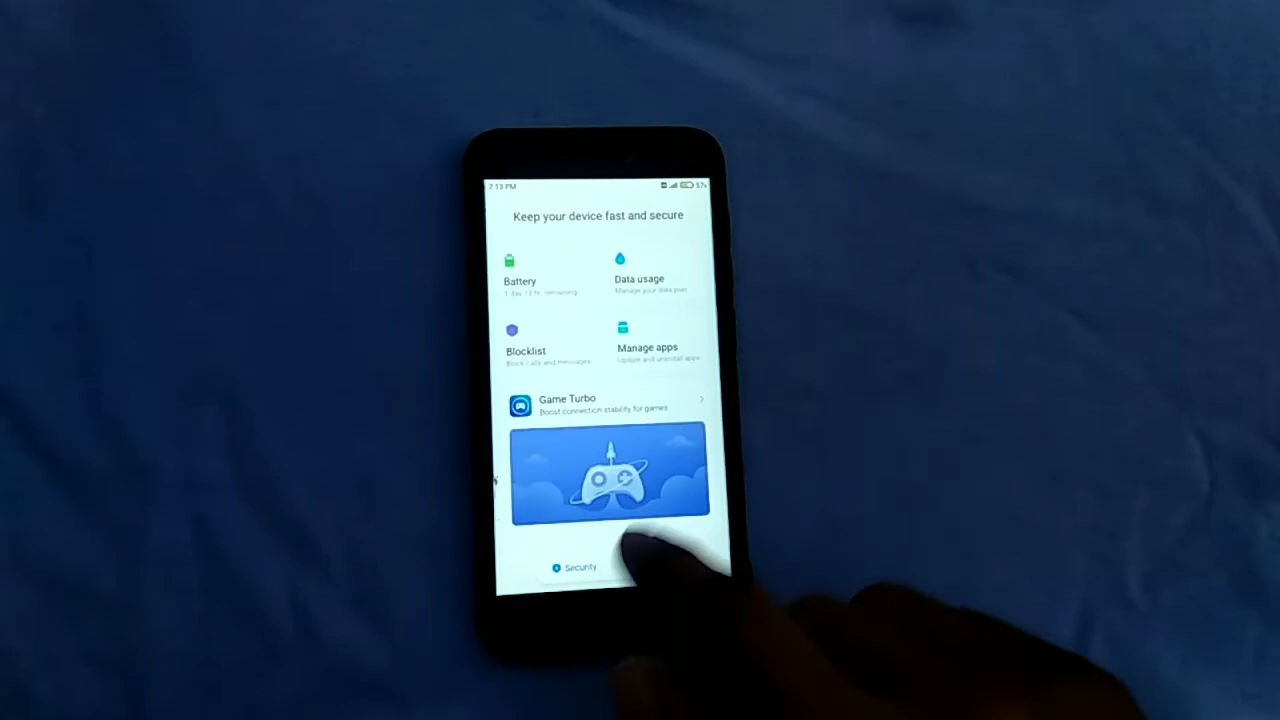 7:13 PM
57%
Keep your device fast and secure
Battery
1 day 13 hr remaining
Data usage
Manage your data plan
Blocklist
Block calls and messages
Manage apps
Update and uninstall apps
Game Turbo
Boost connection stability for games
Security